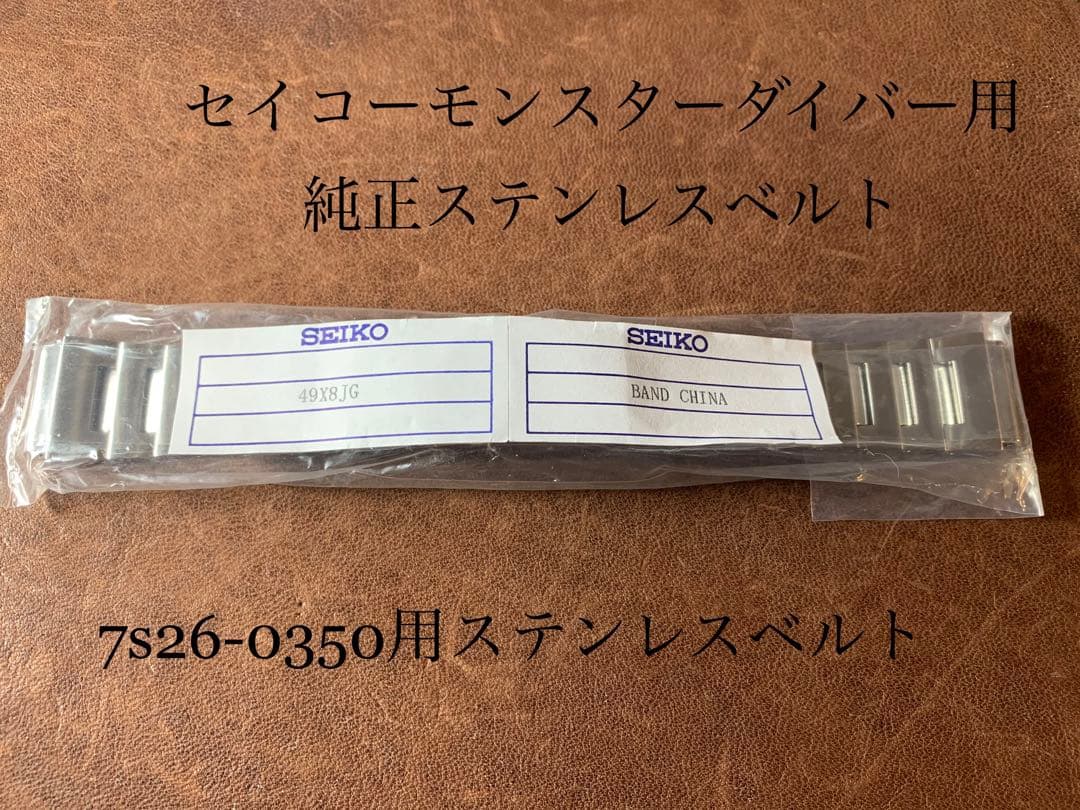 セイコーモンスターダイバー用
純正ステンレスベルト
SEIKO
49X8JG
SEIKO
BAND CHINA
7s26-0350用ステンレスベルト